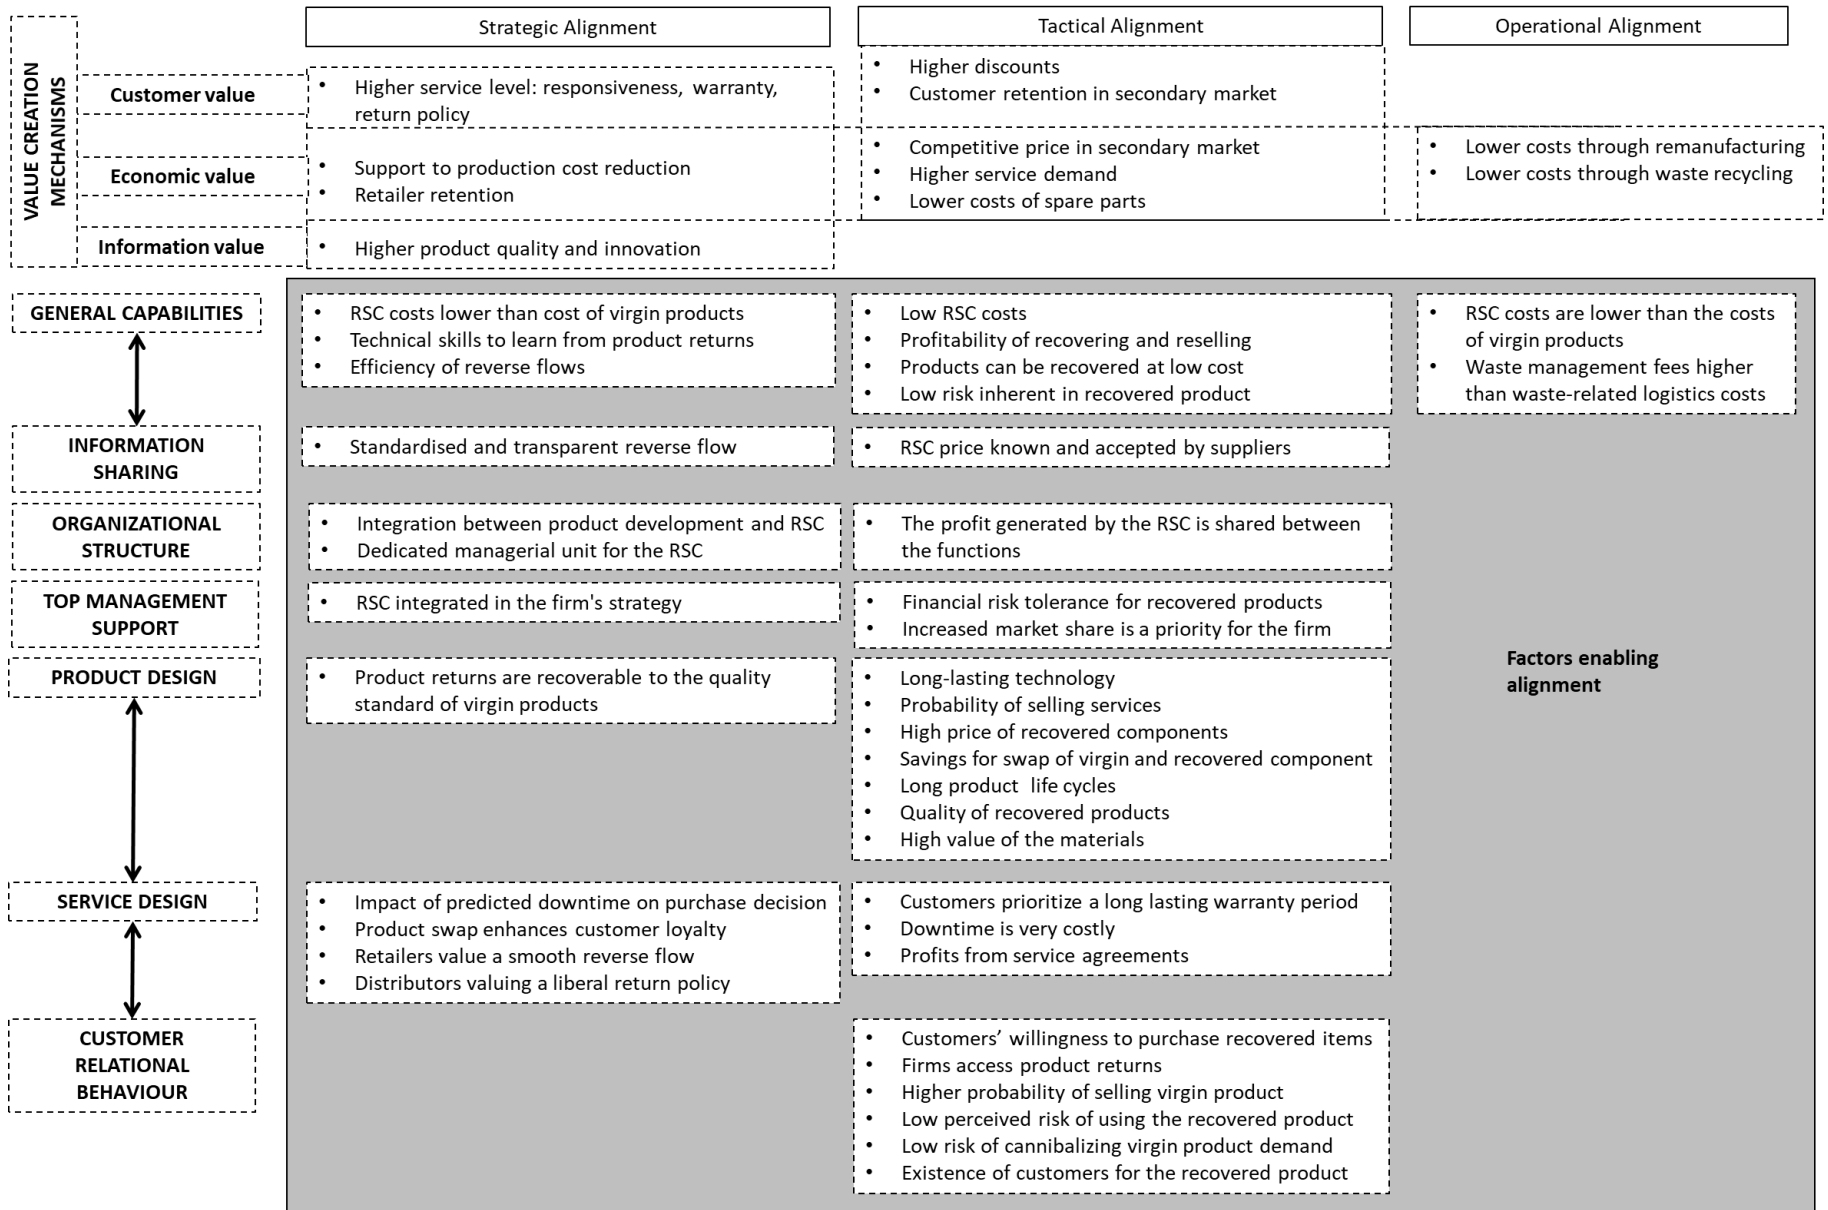 Strategic Alignment
Tactical Alignment
Operational Alignment
VALUE CREATION
MECHANISMS
Customer value
• Higher service level: responsiveness, warranty,
return policy
• Higher discounts
• Customer retention in secondary market
Economic value
• Support to production cost reduction
• Retailer retention
• Competitive price in secondary market
• Higher service demand
• Lower costs of spare parts
• Lower costs through remanufacturing
• Lower costs through waste recycling
Information value
• Higher product quality and innovation
GENERAL CAPABILITIES
• RSC costs lower than cost of virgin products
• Technical skills to learn from product returns
• Efficiency of reverse flows
• Low RSC costs
• Profitability of recovering and reselling
• Products can be recovered at low cost
• Low risk inherent in recovered product
• RSC costs are lower than the costs
of virgin products
• Waste management fees higher
than waste-related logistics costs
INFORMATION
SHARING
• Standardised and transparent reverse flow
• RSC price known and accepted by suppliers
ORGANIZATIONAL
STRUCTURE
• Integration between product development and RSC
• Dedicated managerial unit for the RSC
• The profit generated by the RSC is shared between
the functions
TOP MANAGEMENT
SUPPORT
• RSC integrated in the firm's strategy
• Financial risk tolerance for recovered products
• Increased market share is a priority for the firm
PRODUCT DESIGN
• Product returns are recoverable to the quality
standard of virgin products
• Long-lasting technology
• Probability of selling services
• High price of recovered components
• Savings for swap of virgin and recovered component
• Long product life cycles
• Quality of recovered products
• High value of the materials
Factors enabling
alignment
SERVICE DESIGN
• Impact of predicted downtime on purchase decision
• Product swap enhances customer loyalty
• Retailers value a smooth reverse flow
• Distributors valuing a liberal return policy
• Customers prioritize a long lasting warranty period
• Downtime is very costly
• Profits from service agreements
CUSTOMER
RELATIONAL
BEHAVIOUR
• Customers’ willingness to purchase recovered items
• Firms access product returns
• Higher probability of selling virgin product
• Low perceived risk of using the recovered product
• Low risk of cannibalizing virgin product demand
• Existence of customers for the recovered product